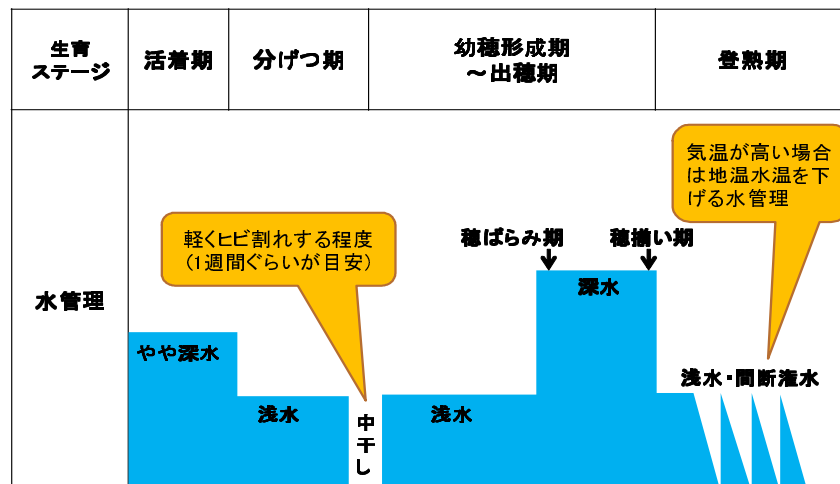 生育
ステージ
活着期
分げつ期
幼穂形成期
～出穂期
登熟期
水管理
気温が高い場合
は地温水温を下
げる水管理
軽くヒビ割れする程度
（1週間ぐらいが目安）
穂ばらみ期
穂揃い期
深水
やや深水
浅水・間断潅水
浅水
中干し
浅水